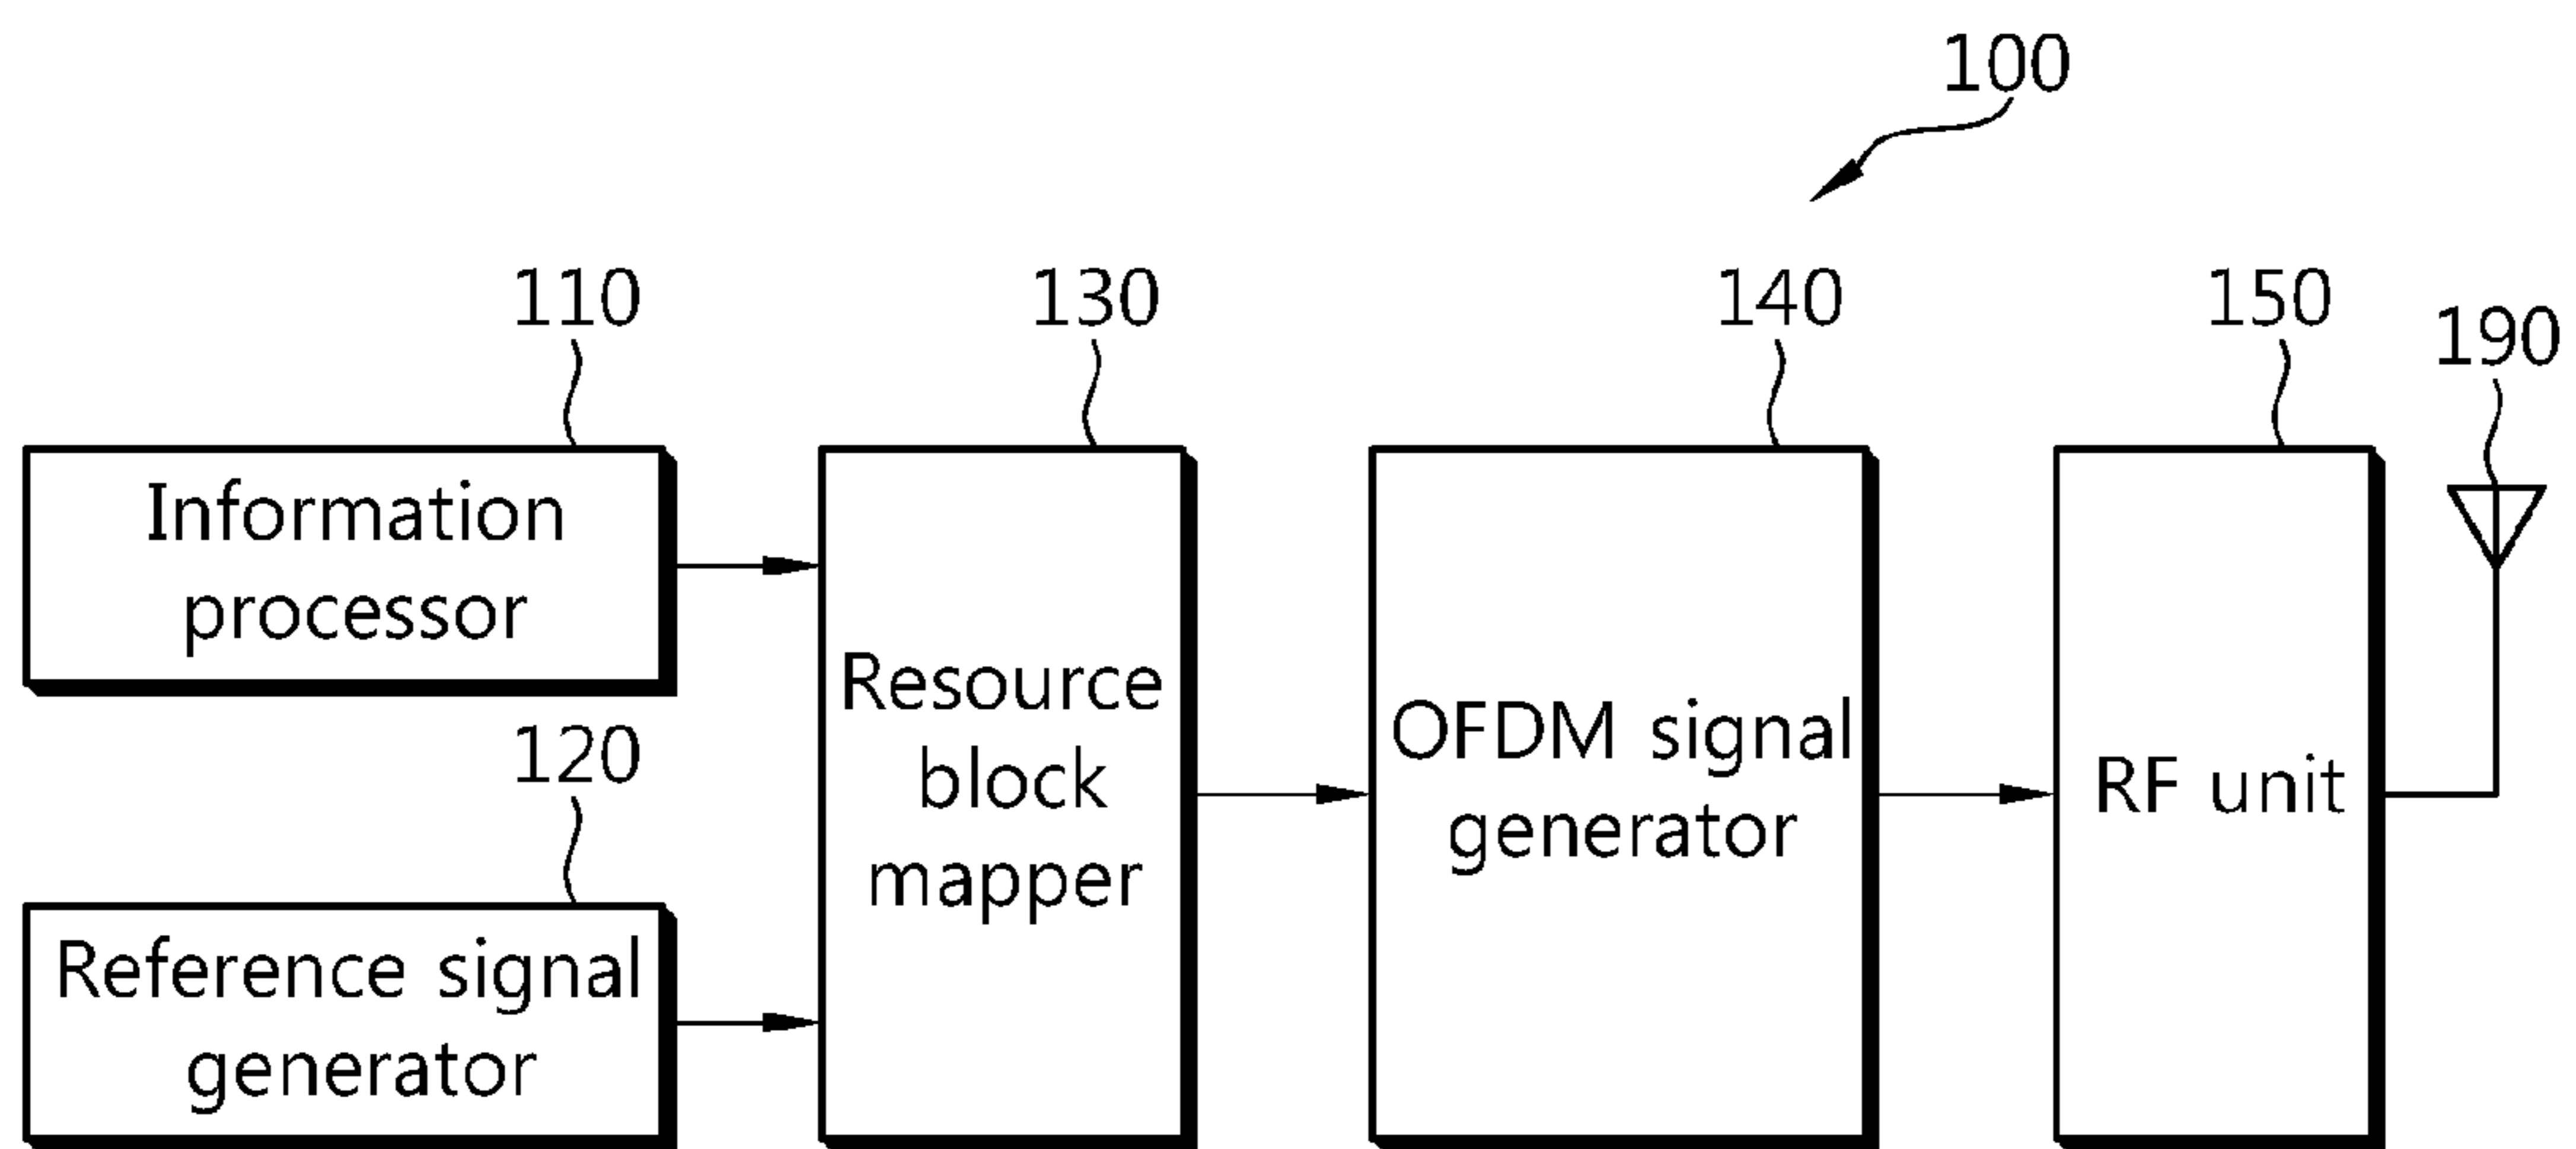 100
110
130
140
150
190
Information
processor
Resource
block
mapper
OFDM signal
generator
RF unit
120
Reference signal
generator